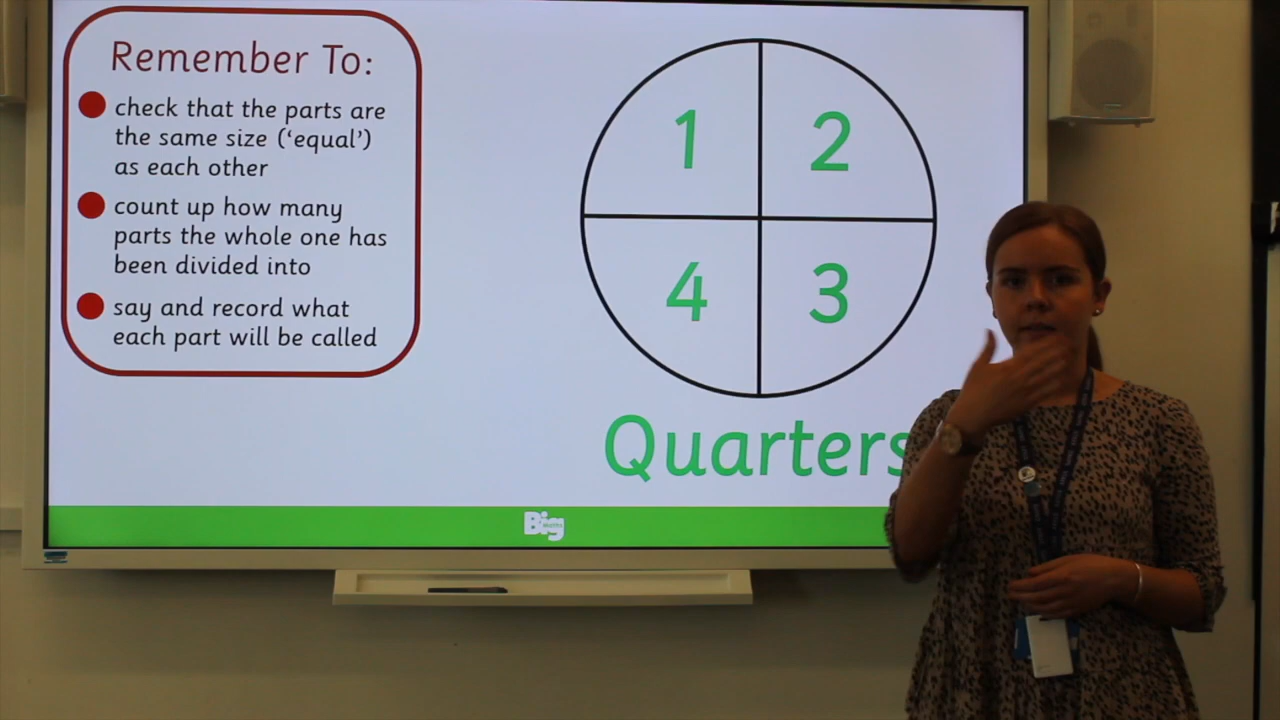 Remember To:
check that the parts are
the same size (‘equal’)
as each other
count up how many
parts the whole one has
been divided into
say and record what
each part will be called
1 2
4 3
Quarters
Big
Maths